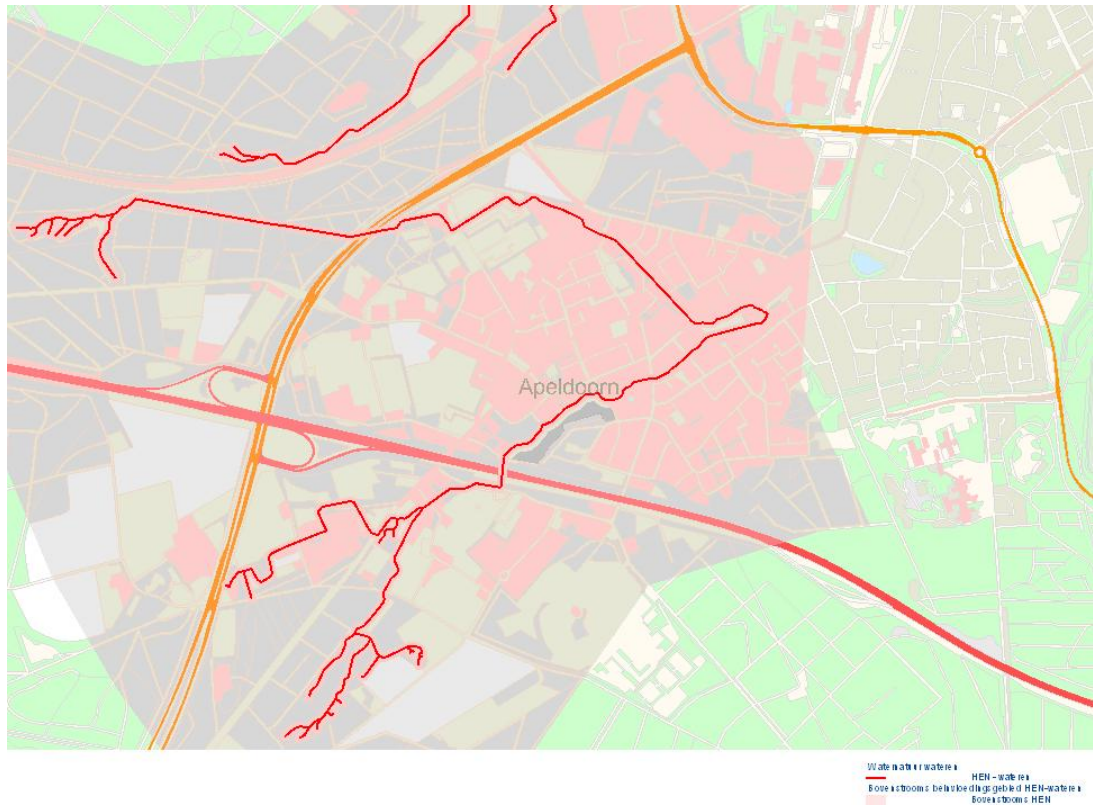 Apeldoorn
Waternatuurwateren
HEN-wateren
Bovenstrooms beïnvloedingsgebied HEN-wateren
Bovenstrooms HEN